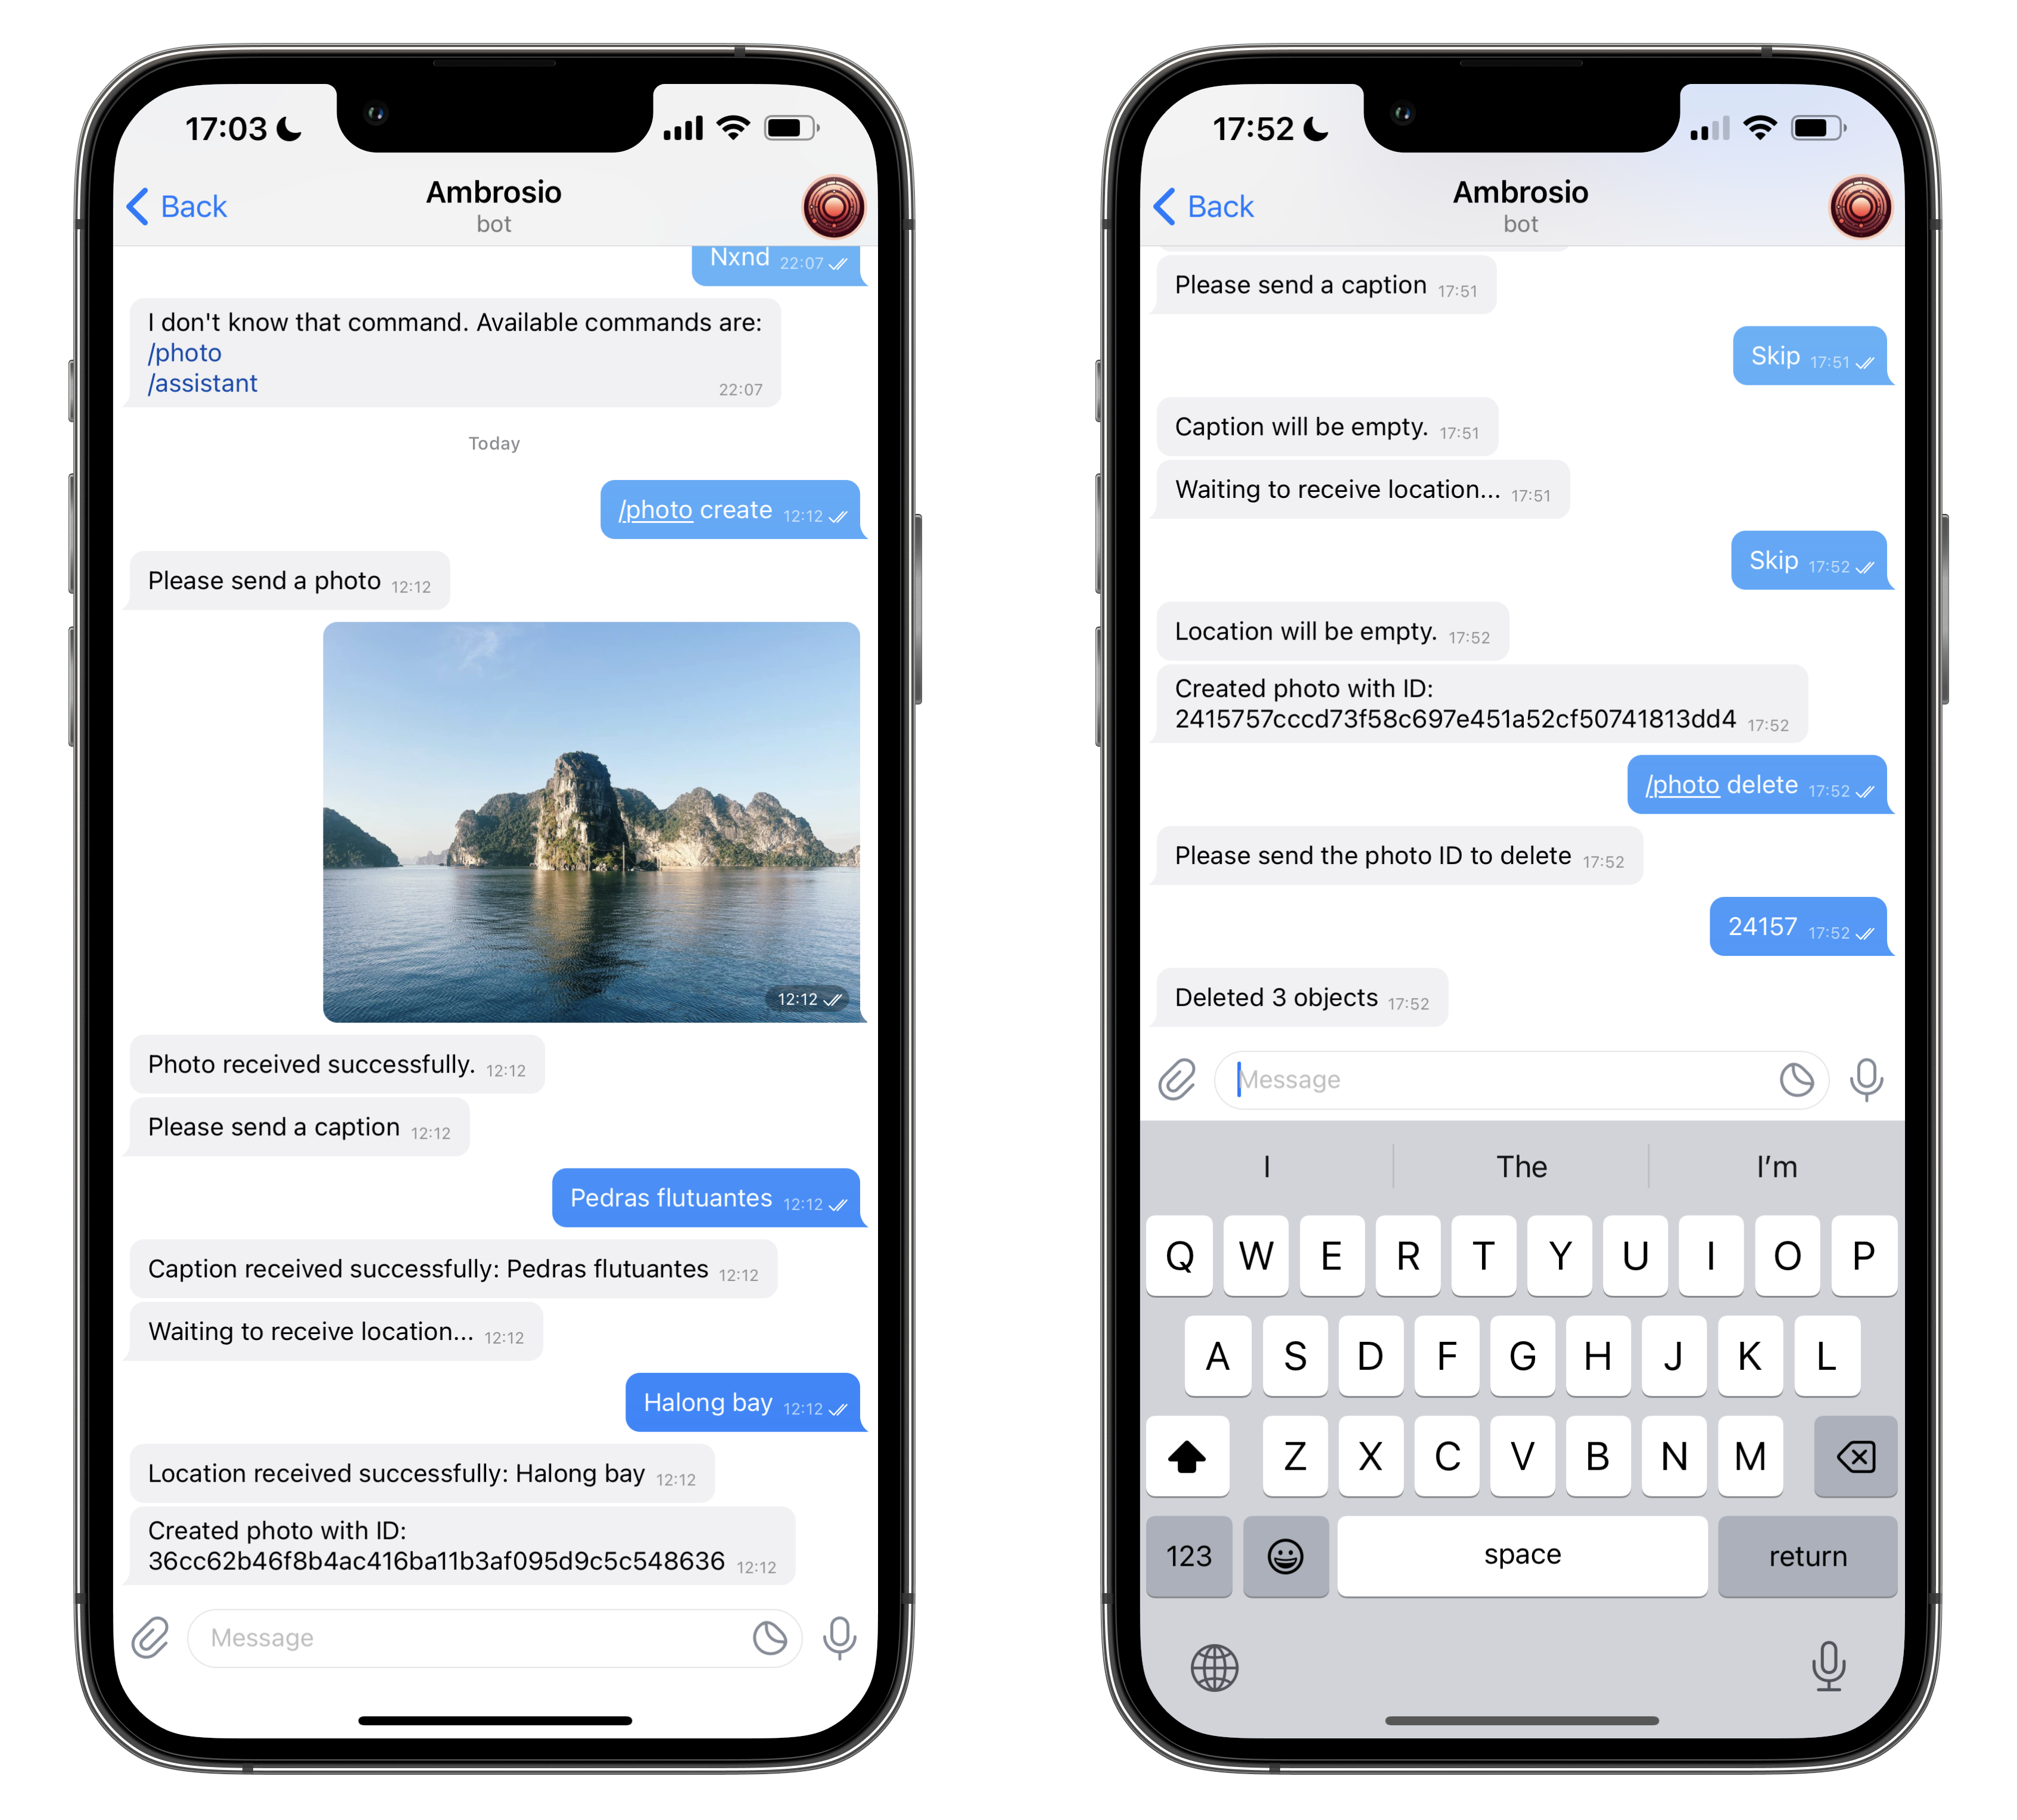 17:03
Back
Ambrosio
bot
Nxnd 22:07
I don't know that command. Available commands are:
/photo
/assistant
22:07
Today
/photo create 12:12
Please send a photo 12:12
12:12
Photo received successfully. 12:12
Please send a caption 12:12
Pedras flutuantes 12:12
Caption received successfully: Pedras flutuantes 12:12
Waiting to receive location... 12:12
Halong bay 12:12
Location received successfully: Halong bay 12:12
Created photo with ID:
36cc62b46f8b4ac416ba11b3af095d9c5c548636 12:12
Message
17:52
Back
Ambrosio
bot
Please send a caption 17:51
Skip 17:51
Caption will be empty. 17:51
Waiting to receive location... 17:51
Skip 17:52
Location will be empty. 17:52
Created photo with ID:
2415757cccd73f58c697e451a52cf50741813dd4 17:52
/photo delete 17:52
Please send the photo ID to delete 17:52
24157 17:52
Deleted 3 objects 17:52
Message
I The I'm
Q W E R T Y U I O P
A S D F G H J K L
Z X C V B N M
123 space return